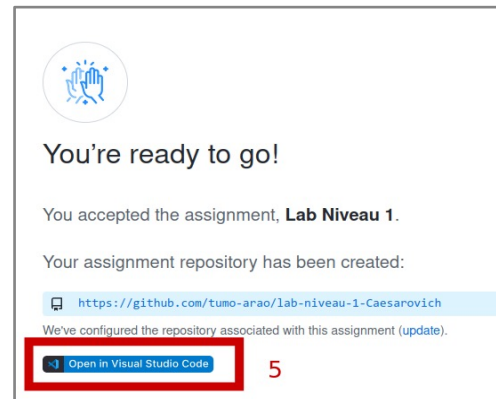 You're ready to go!
You accepted the assignment, Lab Niveau 1.
Your assignment repository has been created:
https://github.com/tumo-arao/lab-niveau-1-Caesarovich
We've configured the repository associated with this assignment (update).
Open in Visual Studio Code 5